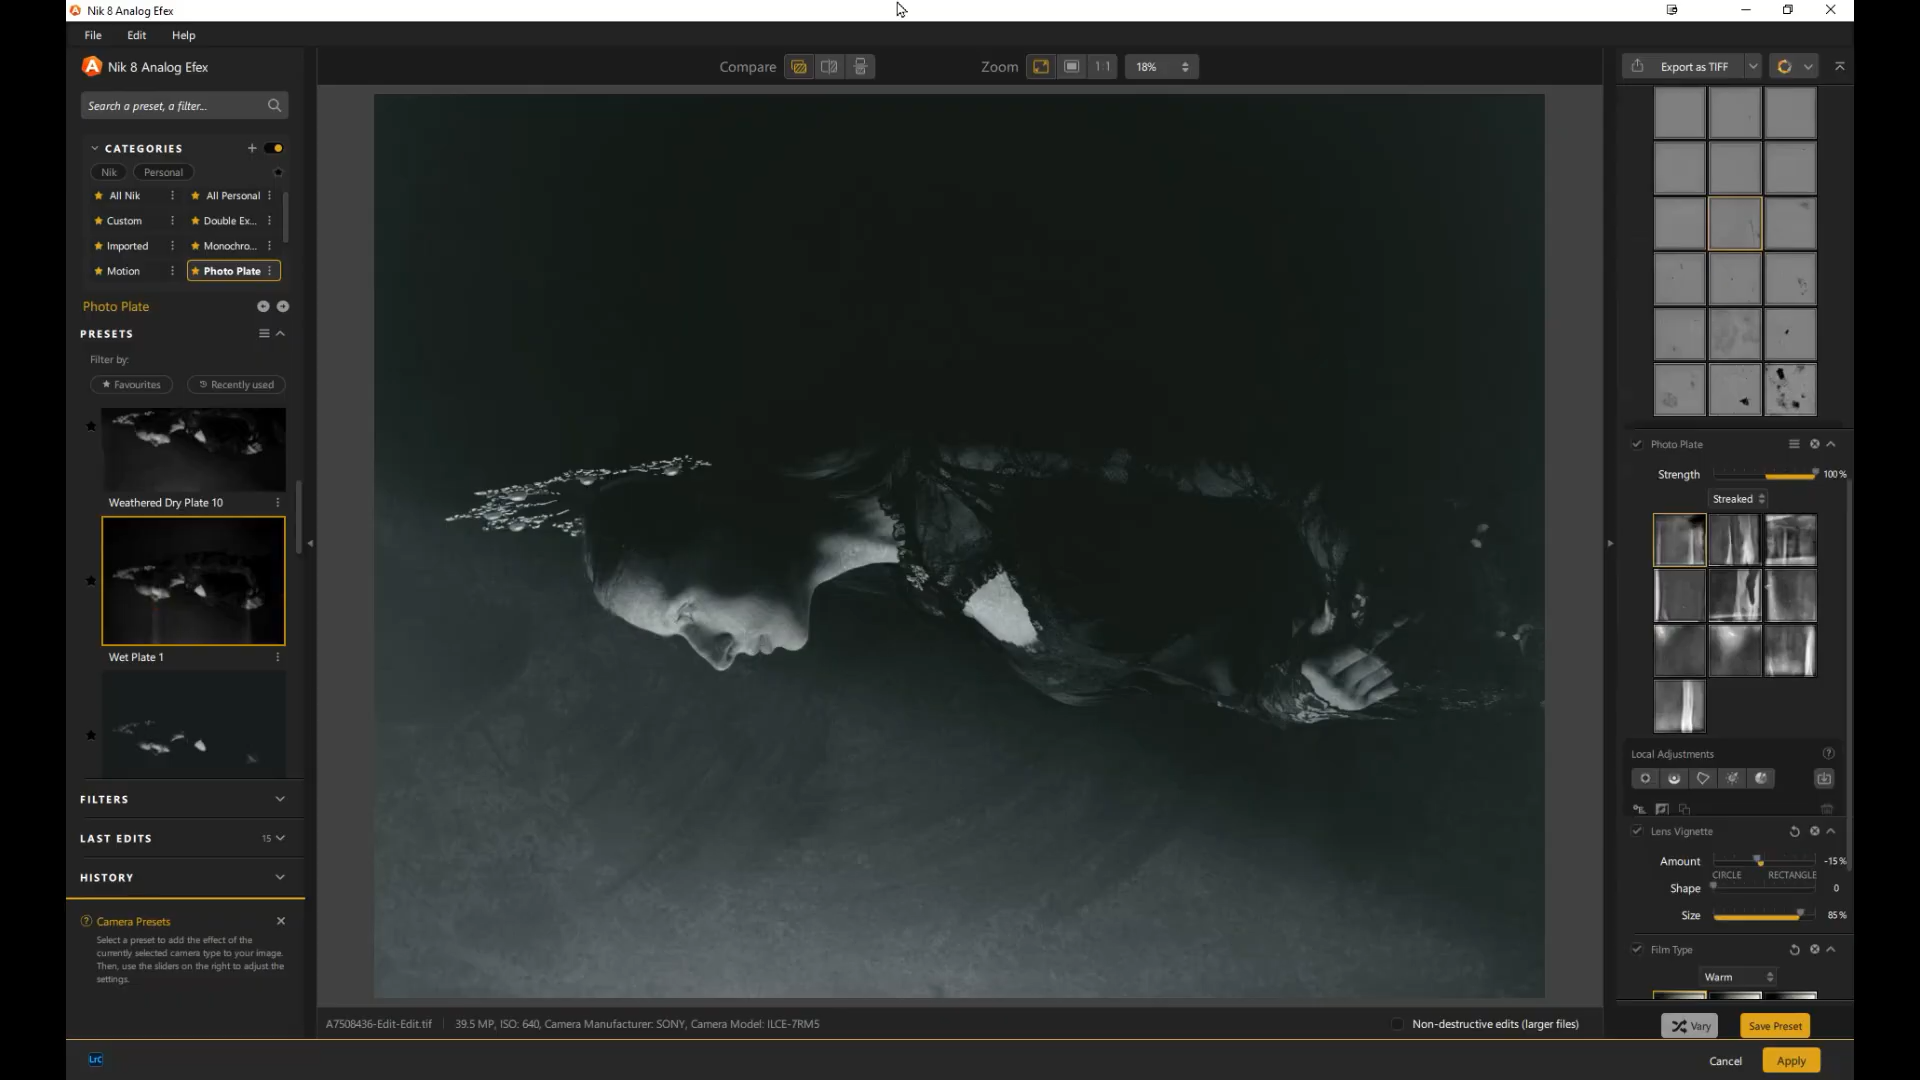 Nik 8 Analog Efex
File Edit Help
Nik 8 Analog Efex
Compare
Zoom
1:1
18%
Export as TIFF
Search a preset, a filter...
CATEGORIES
Nik Personal
All Nik All Personal
Custom Double Ex...
Imported Monochro...
Motion Photo Plate
Photo Plate
PRESETS
Filter by:
Favourites Recently used
Weathered Dry Plate 10
Wet Plate 1
FILTERS
LAST EDITS 15
HISTORY
? Camera Presets
Select a preset to add the effect of the
currently selected camera type to your image.
Then, use the sliders on the right to adjust the
settings.
Photo Plate
Strength 100 %
Streaked
Local Adjustments ?
Lens Vignette
Amount -15 %
CIRCLE RECTANGLE
Shape 0
Size 85 %
Film Type
Warm
A7508436-Edit-Edit.tif 39.5 MP, ISO: 640, Camera Manufacturer: SONY, Camera Model: ILCE-7RM5
Non-destructive edits (larger files)
Vary Save Preset
LrC
Cancel Apply